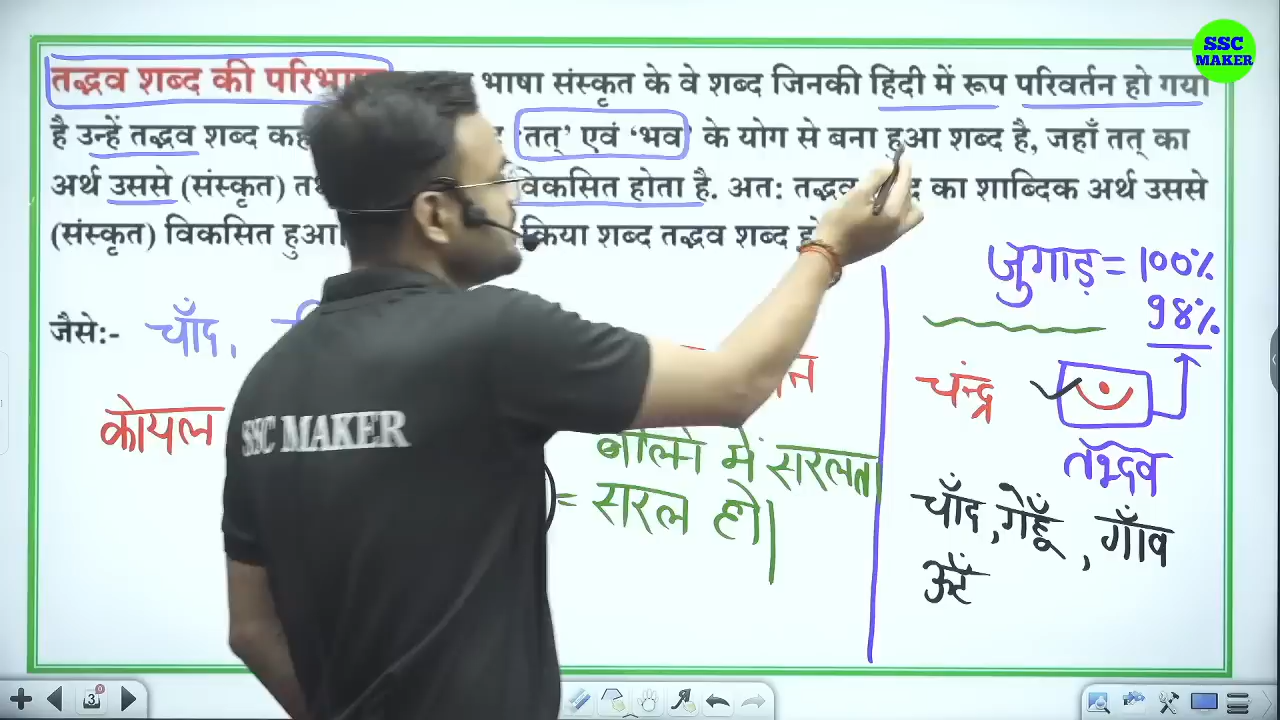 SSC
MAKER
तद्भव शब्द की परिभा भाषा संस्कृत के वे शब्द जिनकी हिंदी में रूप परिवर्तन हो गया
है उन्हें तद्भव शब्द कह 'तत्' एवं 'भव' के योग से बना हुआ शब्द है, जहाँ तत् का
अर्थ उससे (संस्कृत) विकसित होता है. अतः तद्भव का शाब्दिक अर्थ उससे
(संस्कृत) विकसित हुआ। क्रिया शब्द तद्भव शब्द
जुगाड़ = 100%
98%
जैसे:- चाँद,
चन्द्र
कोयल
SSC MAKER
में सरलता
तद्भव
= सरल हो|
चाँद, गेहूँ, गाँव
ऊँट
3